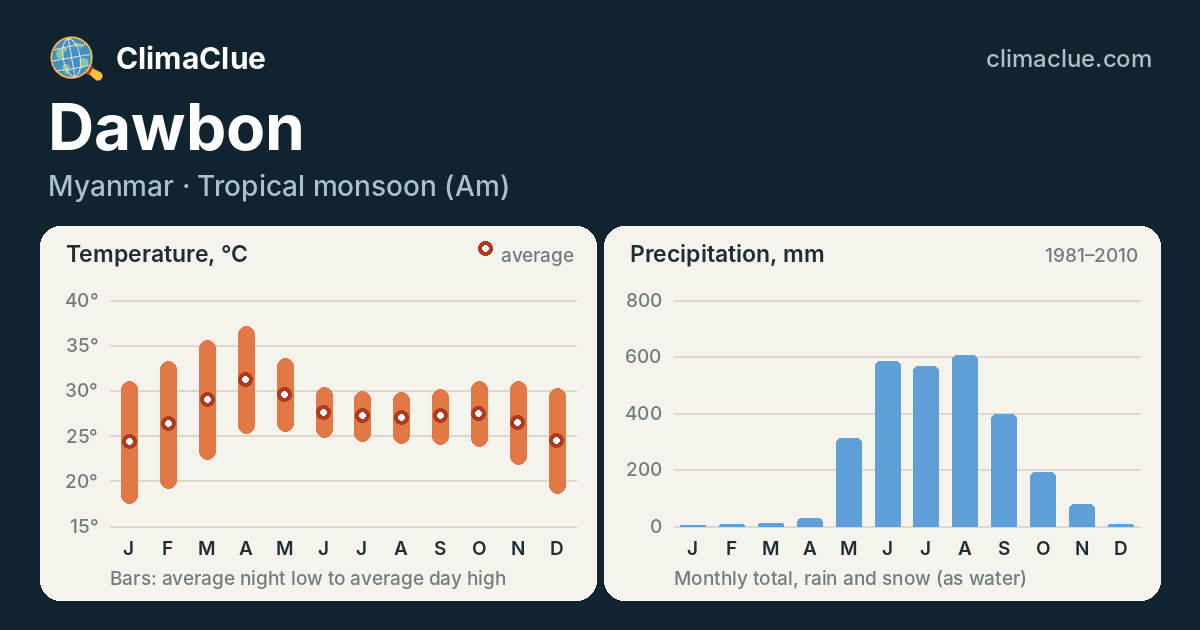 ClimaClue
climaclue.com
Dawbon
Myanmar · Tropical monsoon (Am)
Temperature, °C
average
40°
35°
30°
25°
20°
15°
J F M A M J J A S O N D
Bars: average night low to average day high
Precipitation, mm
1981–2010
800
600
400
200
0
J F M A M J J A S O N D
Monthly total, rain and snow (as water)